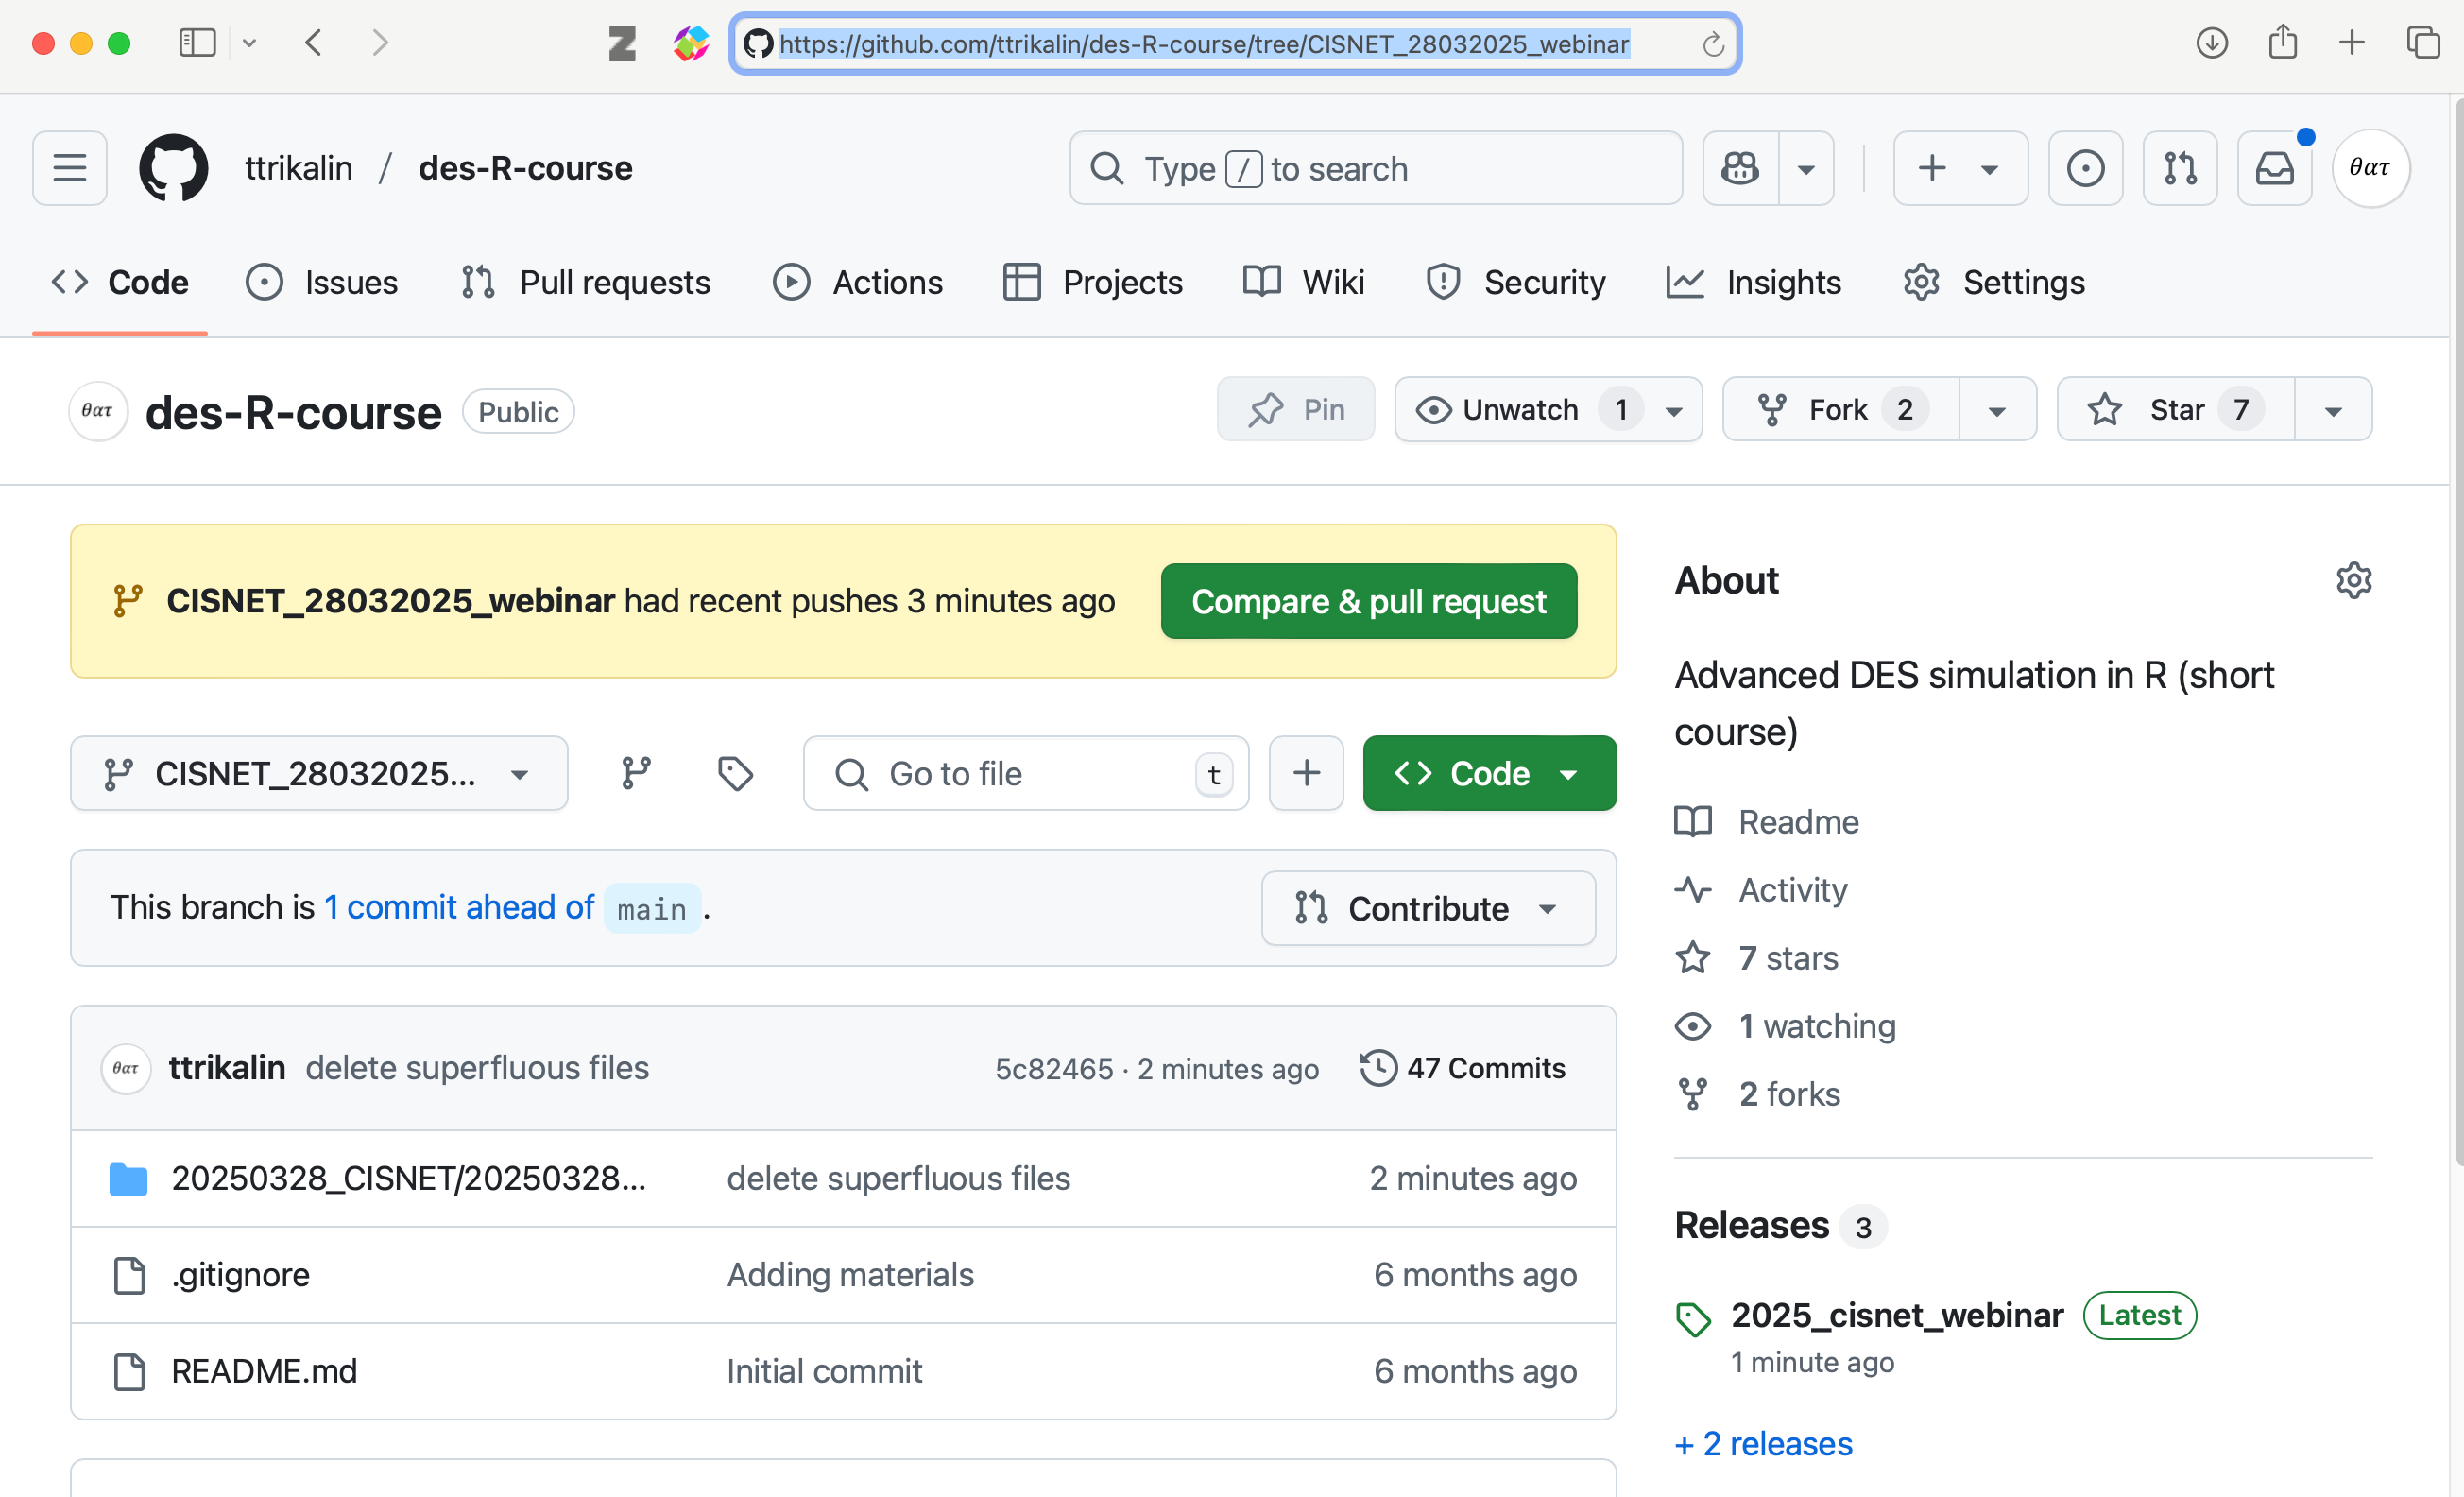 https://github.com/ttrikalin/des-R-course/tree/CISNET_28032025_webinar
ttrikalin / des-R-course
Type / to search
θατ
Code Issues Pull requests Actions Projects Wiki Security Insights Settings
θατ des-R-course Public
Pin Unwatch 1 Fork 2 Star 7
CISNET_28032025_webinar had recent pushes 3 minutes ago
Compare & pull request
CISNET_28032025...
Go to file t
Code
This branch is 1 commit ahead of main .
Contribute
θατ ttrikalin delete superfluous files 5c82465 · 2 minutes ago 47 Commits
20250328_CISNET/20250328... delete superfluous files 2 minutes ago
.gitignore Adding materials 6 months ago
README.md Initial commit 6 months ago
About
Advanced DES simulation in R (short
course)
Readme
Activity
7 stars
1 watching
2 forks
Releases 3
2025_cisnet_webinar Latest
1 minute ago
+ 2 releases